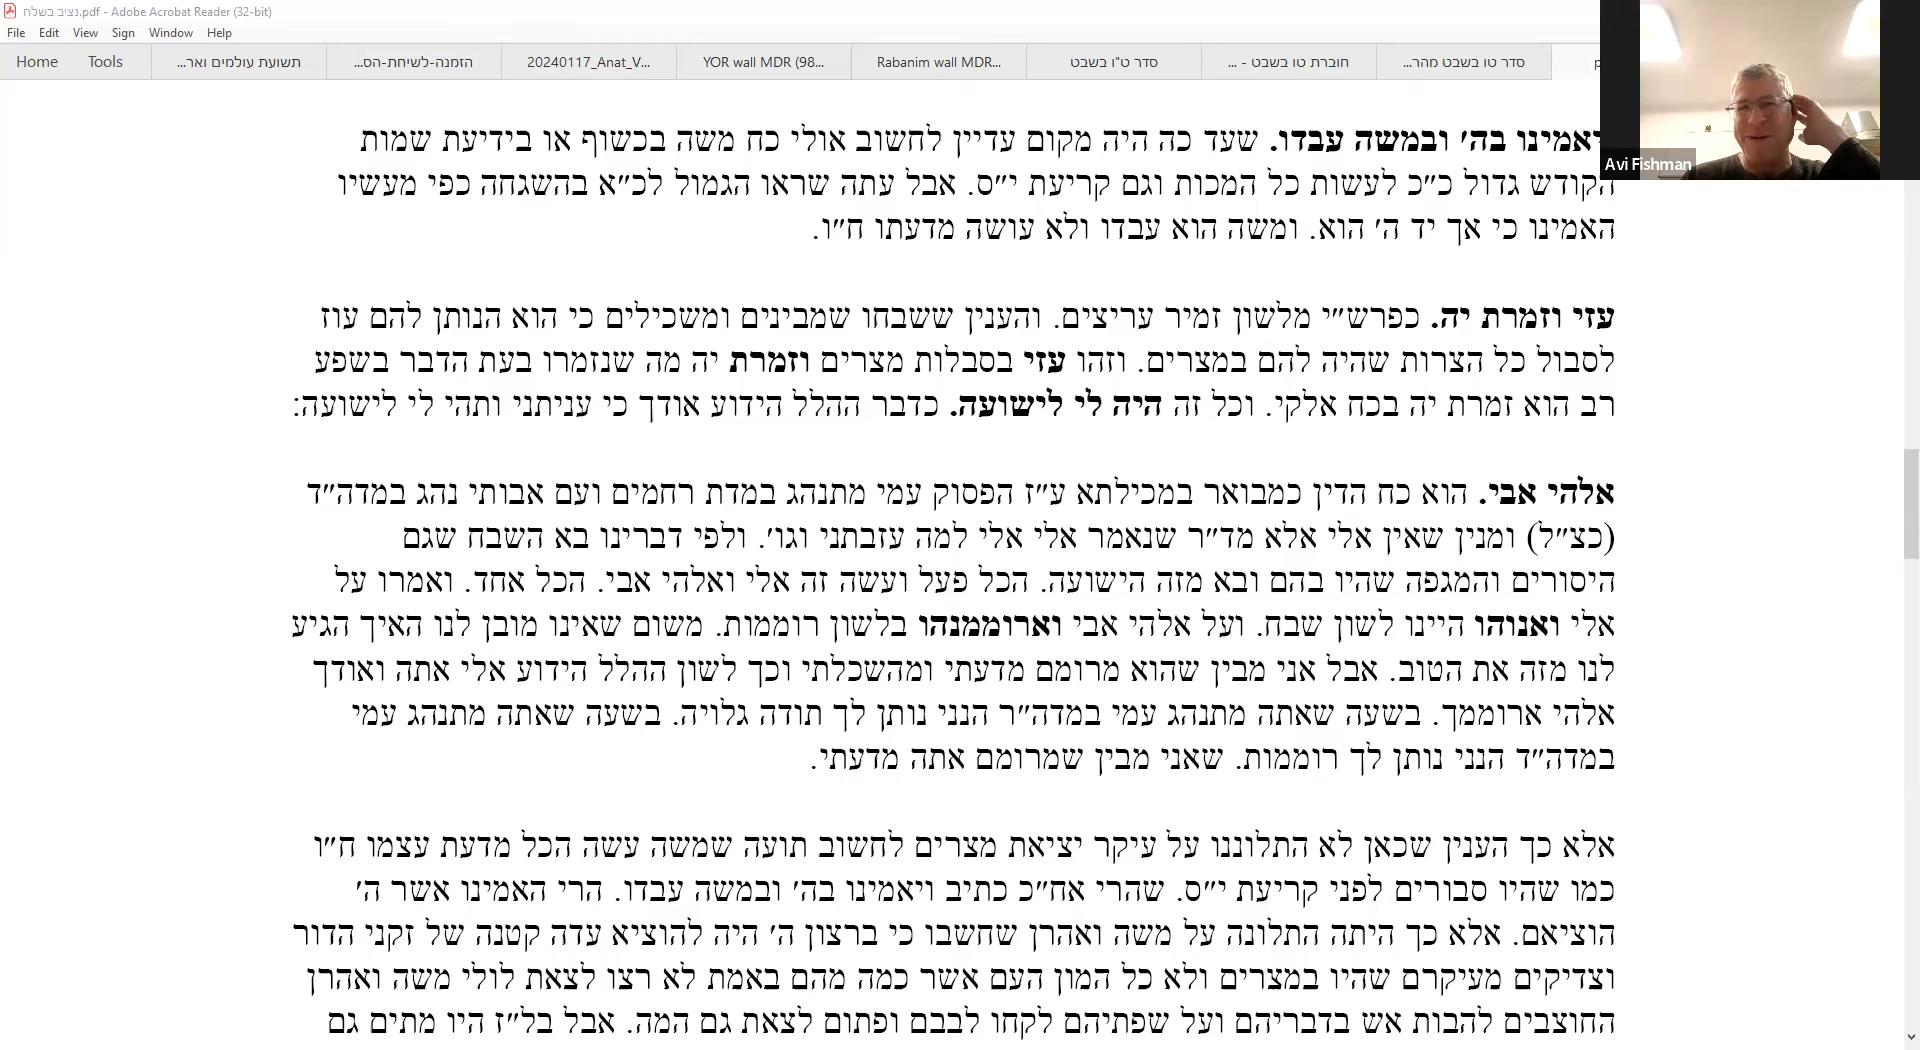 נציב בשלח.pdf - Adobe Acrobat Reader (32-bit)
File Edit View Sign Window Help
Home Tools תשועת עולמים ואר... הזמנה-לשיחת-הס... 20240117_Anat_V... YOR wall MDR (98... Rabanim wall MDR... סדר ט"ו בשבט חוברת טו בשבט - ... סדר טו בשבט מהר...
Avi Fishman
יאמינו בה׳ ובמשה עבדו. שעד כה היה מקום עדיין לחשוב אולי כח משה בכשוף או בידיעת שמות
הקודש גדול כ״כ לעשות כל המכות וגם קריעת י״ס. אבל עתה שראו הגמול לכ״א בהשגחה כפי מעשיו
האמינו כי אך יד ה׳ הוא. ומשה הוא עבדו ולא עושה מדעתו ח״ו.
עזי וזמרת יה. כפרש״י מלשון זמיר עריצים. והענין ששבחו שמבינים ומשכילים כי הוא הנותן להם עוז
לסבול כל הצרות שהיה להם במצרים. וזהו עזי בסבלות מצרים וזמרת יה מה שנזמרו בעת הדבר בשפע
רב הוא זמרת יה בכח אלקי. וכל זה היה לי לישועה. כדבר ההלל הידוע אודך כי עניתני ותהי לי לישועה:
אלהי אבי. הוא כח הדין כמבואר במכילתא ע״ז הפסוק עמי מתנהג במדת רחמים ועם אבותי נהג במדה״ד
(כצ״ל) ומנין שאין אלי אלא מד״ר שנאמר אלי אלי למה עזבתני וגו׳. ולפי דברינו בא השבח שגם
היסורים והמגפה שהיו בהם ובא מזה הישועה. הכל פעל ועשה זה אלי ואלהי אבי. הכל אחד. ואמרו על
אלי ואנוהו היינו לשון שבח. ועל אלהי אבי וארוממנהו בלשון רוממות. משום שאינו מובן לנו האיך הגיע
לנו מזה את הטוב. אבל אני מבין שהוא מרומם מדעתי ומהשכלתי וכך לשון ההלל הידוע אלי אתה ואודך
אלהי ארוממך. בשעה שאתה מתנהג עמי במדה״ר הנני נותן לך תודה גלויה. בשעה שאתה מתנהג עמי
במדה״ד הנני נותן לך רוממות. שאני מבין שמרומם אתה מדעתי.
אלא כך הענין שכאן לא התלוננו על עיקר יציאת מצרים לחשוב תועה שמשה עשה הכל מדעת עצמו ח״ו
כמו שהיו סבורים לפני קריעת י״ס. שהרי אח״כ כתיב ויאמינו בה׳ ובמשה עבדו. הרי האמינו אשר ה׳
הוציאם. אלא כך היתה התלונה על משה ואהרן שחשבו כי ברצון ה׳ היה להוציא עדה קטנה של זקני הדור
וצדיקים מעיקרם שהיו במצרים ולא כל המון העם אשר כמה מהם באמת לא רצו לצאת לולי משה ואהרן
החוצבים להבות אש בדבריהם ועל שפתיהם לקחו לבבם ופתום לצאת גם המה. אבל בל״ז היו מתים גם